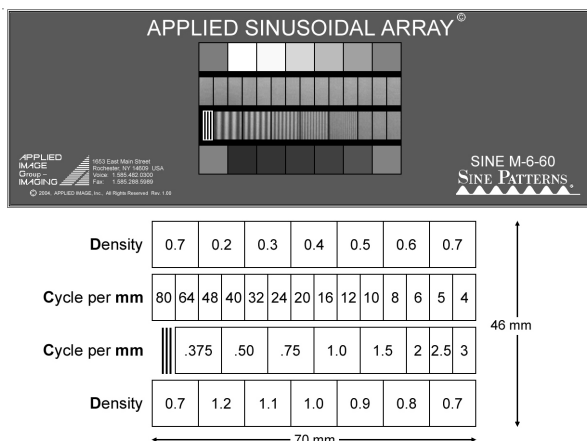 APPLIED SINUSOIDAL ARRAY©
APPLIED
IMAGE
Group –
IMAGING
1653 East Main Street
Rochester, NY 14609 USA
Voice: 1.585.482.0300
Fax: 1.585.288.5989
© 2004, APPLIED IMAGE, Inc., All Rights Reserved Rev. 1.09
SINE M-6-60
SINE PATTERNS
Density 0.7 0.2 0.3 0.4 0.5 0.6 0.7
Cycle per mm 80 64 48 40 32 24 20 16 12 10 8 6 5 4
Cycle per mm .375 .50 .75 1.0 1.5 2 2.5 3
Density 0.7 1.2 1.1 1.0 0.9 0.8 0.7
46 mm
70 mm